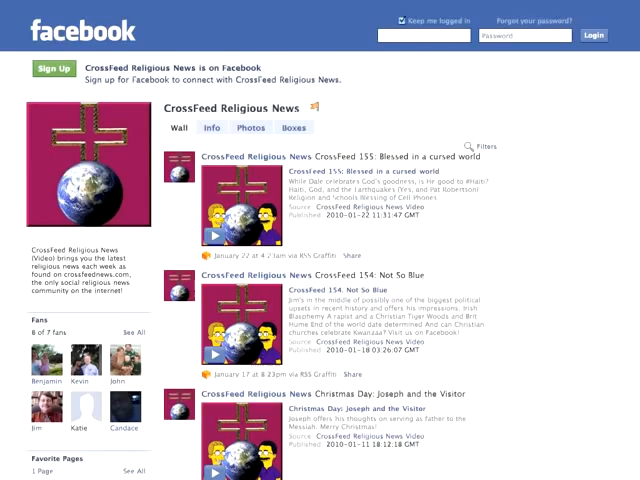 facebook
Keep me logged in
Forgot your password?
Password
Login
Sign Up
CrossFeed Religious News is on Facebook
Sign up for Facebook to connect with CrossFeed Religious News.
CrossFeed Religious News
Wall
Info
Photos
Boxes
Filters
CrossFeed Religious News CrossFeed 155: Blessed in a cursed world
CrossFeed 155: Blessed in a cursed world
While Dale celebrates God's goodness, is He good to #Haiti?
Haiti, God, and the Earthquakes (Yes, and Pat Robertson)
Religion and Schools Blessing of Cell Phones
Source: CrossFeed Religious News Video
Published: 2010-01-22 11:31:47 GMT
January 22 at 4:23am via RSS Graffiti Share
CrossFeed Religious News CrossFeed 154: Not So Blue
CrossFeed 154. Not So Blue
Jim's in the middle of possibly one of the biggest political
upsets in recent history and offers his impressions. Irish
Blasphemy A rapist and a Christian Tiger Woods and Brit
Hume End of the world date determined And can Christian
churches celebrate Kwanzaa? Visit us on Facebook!
Source: CrossFeed Religious News Video
Published: 2010-01-18 03:26:07 GMT
January 17 at 8:23pm via RSS Graffiti Share
CrossFeed Religious News Christmas Day: Joseph and the Visitor
Christmas Day: Joseph and the Visitor
Joseph offers his thoughts on serving as father to the
Messiah. Merry Christmas!
Source: CrossFeed Religious News Video
Published: 2010-01-11 18:12:18 GMT
CrossFeed Religious News
(Video) brings you the latest
religious news each week as
found on crossfeednews.com,
the only social religious news
community on the internet!
Fans
6 of 7 fans
See All
Benjamin
Kevin
John
Jim
Katie
Candace
Favorite Pages
1 Page
See All